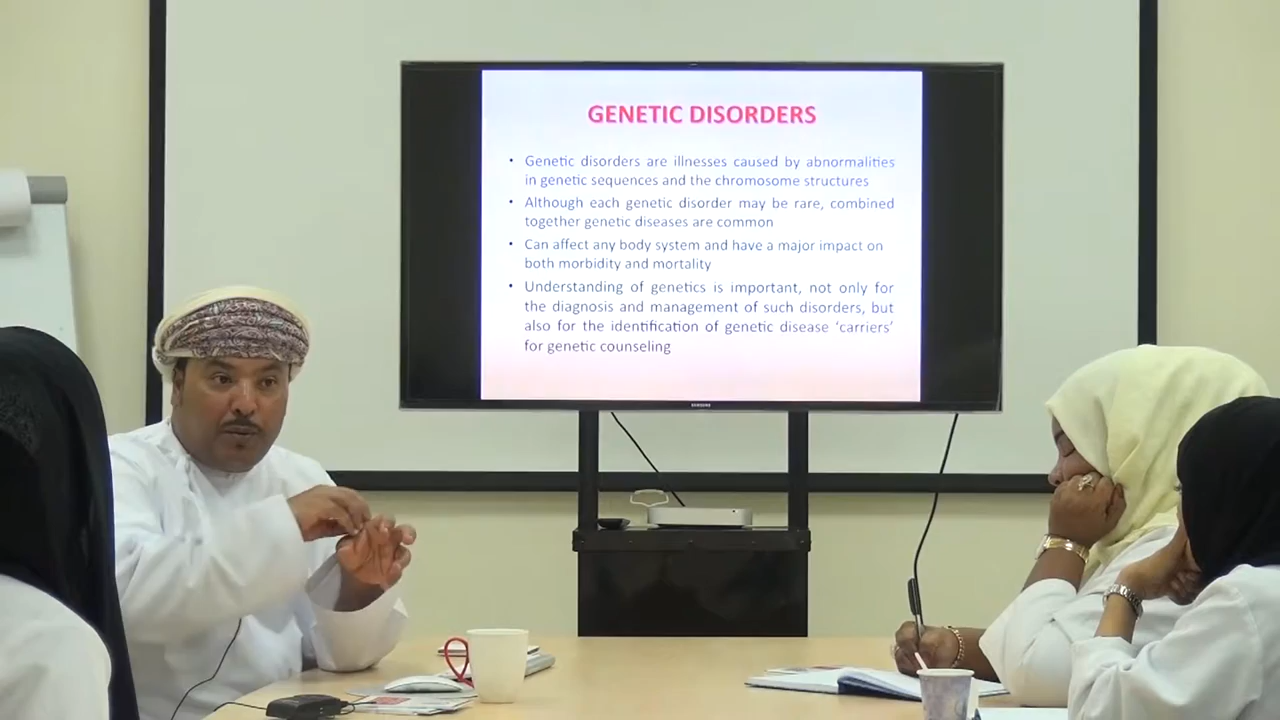 GENETIC DISORDERS
• Genetic disorders are illnesses caused by abnormalities
in genetic sequences and the chromosome structures
• Although each genetic disorder may be rare, combined
together genetic diseases are common
• Can affect any body system and have a major impact on
both morbidity and mortality
• Understanding of genetics is important, not only for
the diagnosis and management of such disorders, but
also for the identification of genetic disease ‘carriers’
for genetic counseling
SAMSUNG